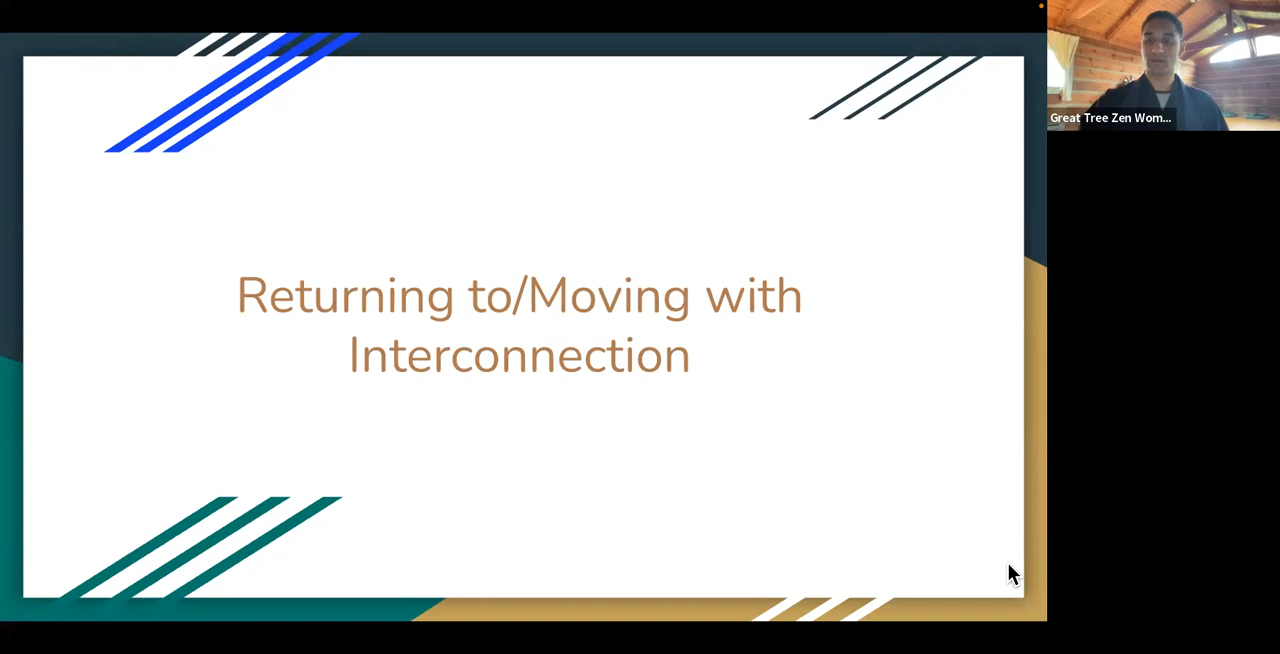 Returning to/Moving with
Interconnection
Great Tree Zen Wom...